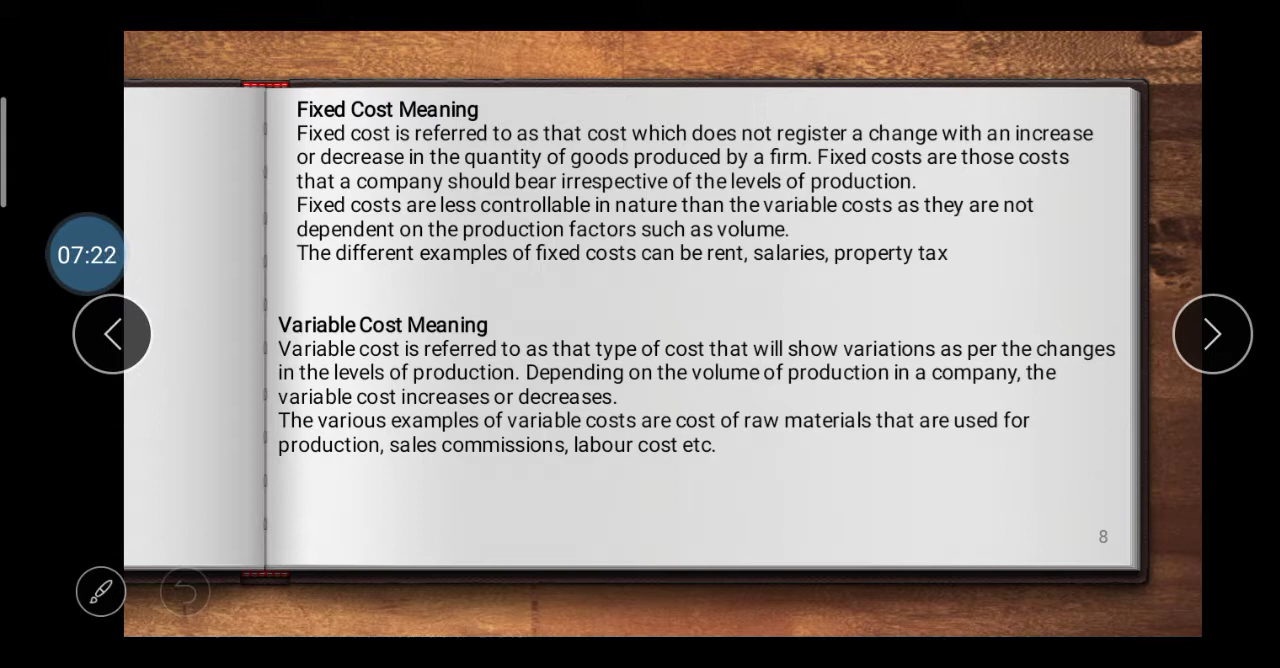 Fixed Cost Meaning
Fixed cost is referred to as that cost which does not register a change with an increase
or decrease in the quantity of goods produced by a firm. Fixed costs are those costs
that a company should bear irrespective of the levels of production.
Fixed costs are less controllable in nature than the variable costs as they are not
dependent on the production factors such as volume.
The different examples of fixed costs can be rent, salaries, property tax
07:22
Variable Cost Meaning
Variable cost is referred to as that type of cost that will show variations as per the changes
in the levels of production. Depending on the volume of production in a company, the
variable cost increases or decreases.
The various examples of variable costs are cost of raw materials that are used for
production, sales commissions, labour cost etc.
8